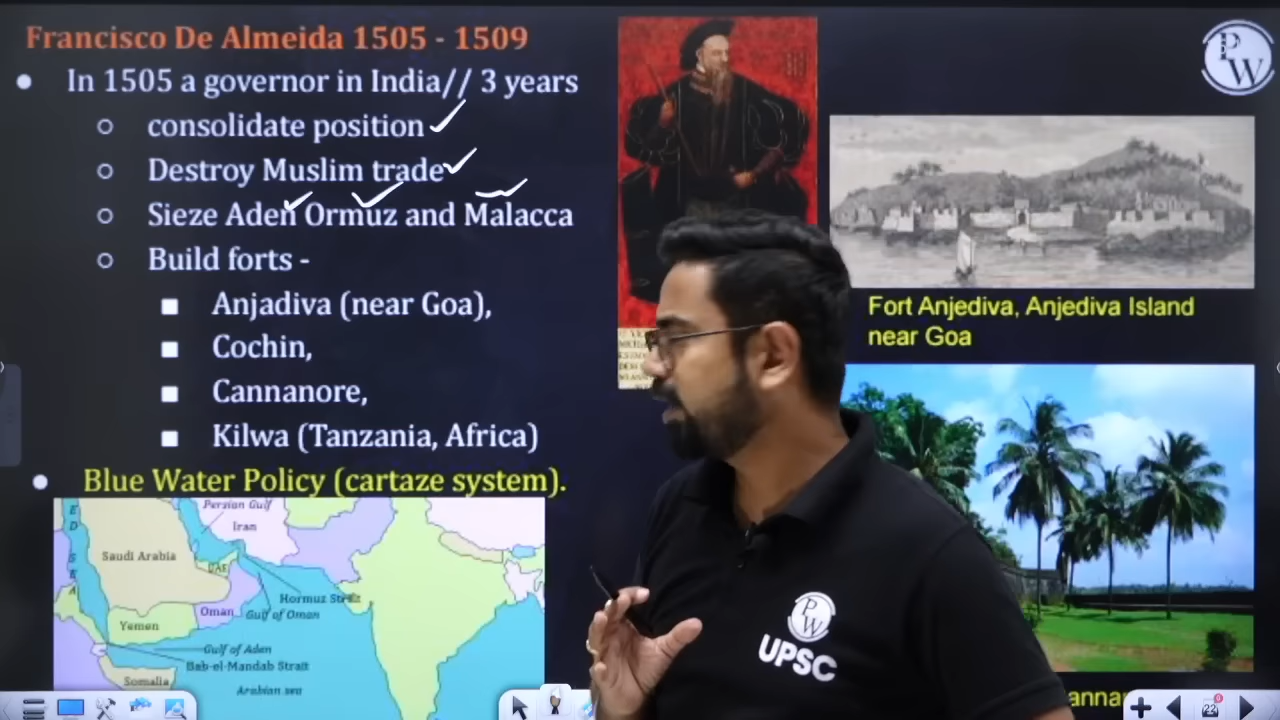 Francisco De Almeida 1505 - 1509
In 1505 a governor in India// 3 years
consolidate position
Destroy Muslim trade
Sieze Aden Ormuz and Malacca
Build forts -
Anjadiva (near Goa),
Cochin,
Cannanore,
Kilwa (Tanzania, Africa)
Blue Water Policy (cartaze system).
Persian Gulf
Iran
RED SEA
Saudi Arabia
UAE
Hormuz Strait
Oman
Gulf of Oman
Yemen
Gulf of Aden
Bab-el-Mandab Strait
Somalia
Arabian sea
PW
Fort Anjediva, Anjediva Island
near Goa
PW
UPSC
23